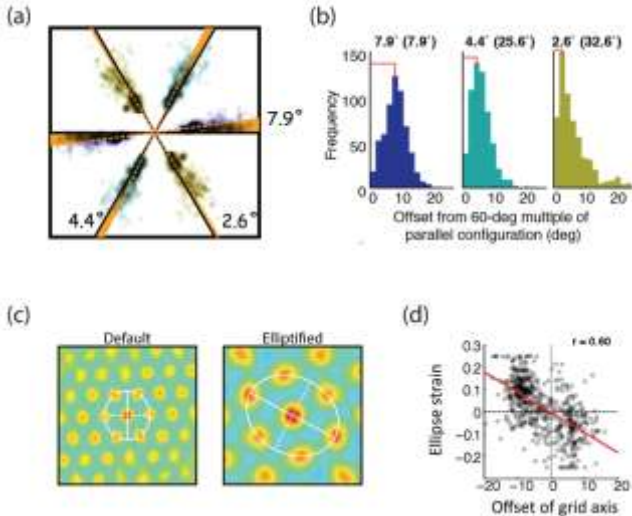 (a)
7.9°
4.4°
2.6°
(b)
7.9° (7.9°)
4.4° (25.6°)
2.6° (32.6°)
Frequency
150
100
50
0
0 10 20
0 10 20
0 10 20
Offset from 60-deg multiple of
parallel configuration (deg)
(c)
Default
Elliptified
(d)
r = 0.60
Ellipse strain
0.3
0.2
0.1
0
−0.1
−0.2
−20 −10 0 10 20
Offset of grid axis